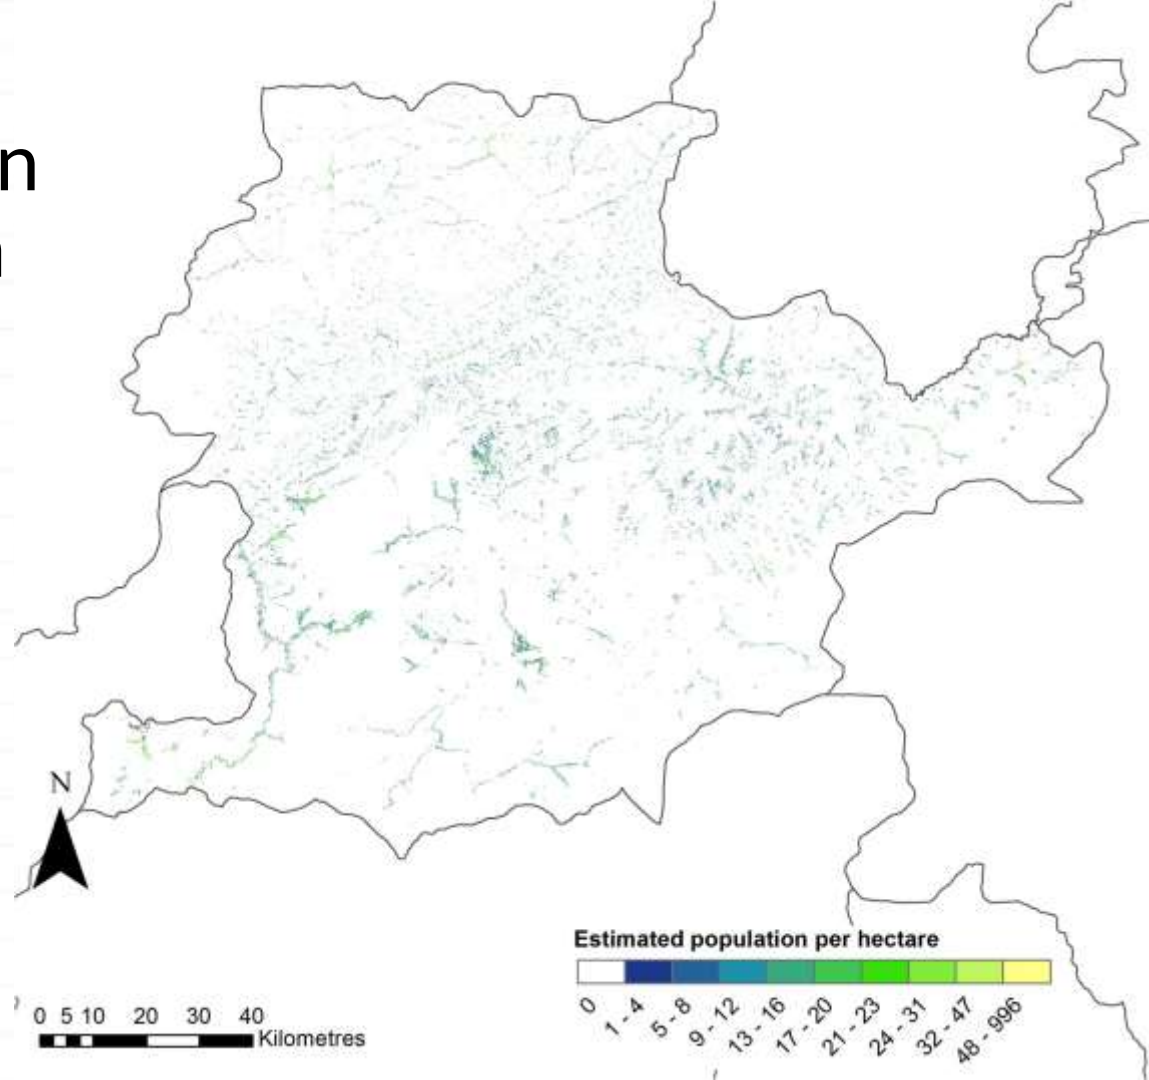 n
N
Estimated population per hectare
0 1 - 4 5 - 8 9 - 12 13 - 16 17 - 20 21 - 23 24 - 31 32 - 47 48 - 996
0 5 10 20 30 40
Kilometres